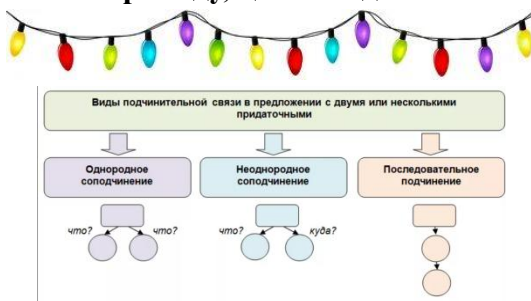 Виды подчинительной связи в предложении с двумя или несколькими
придаточными
Однородное
соподчинение
Неоднородное
соподчинение
Последовательное
подчинение
что?
что?
что?
куда?